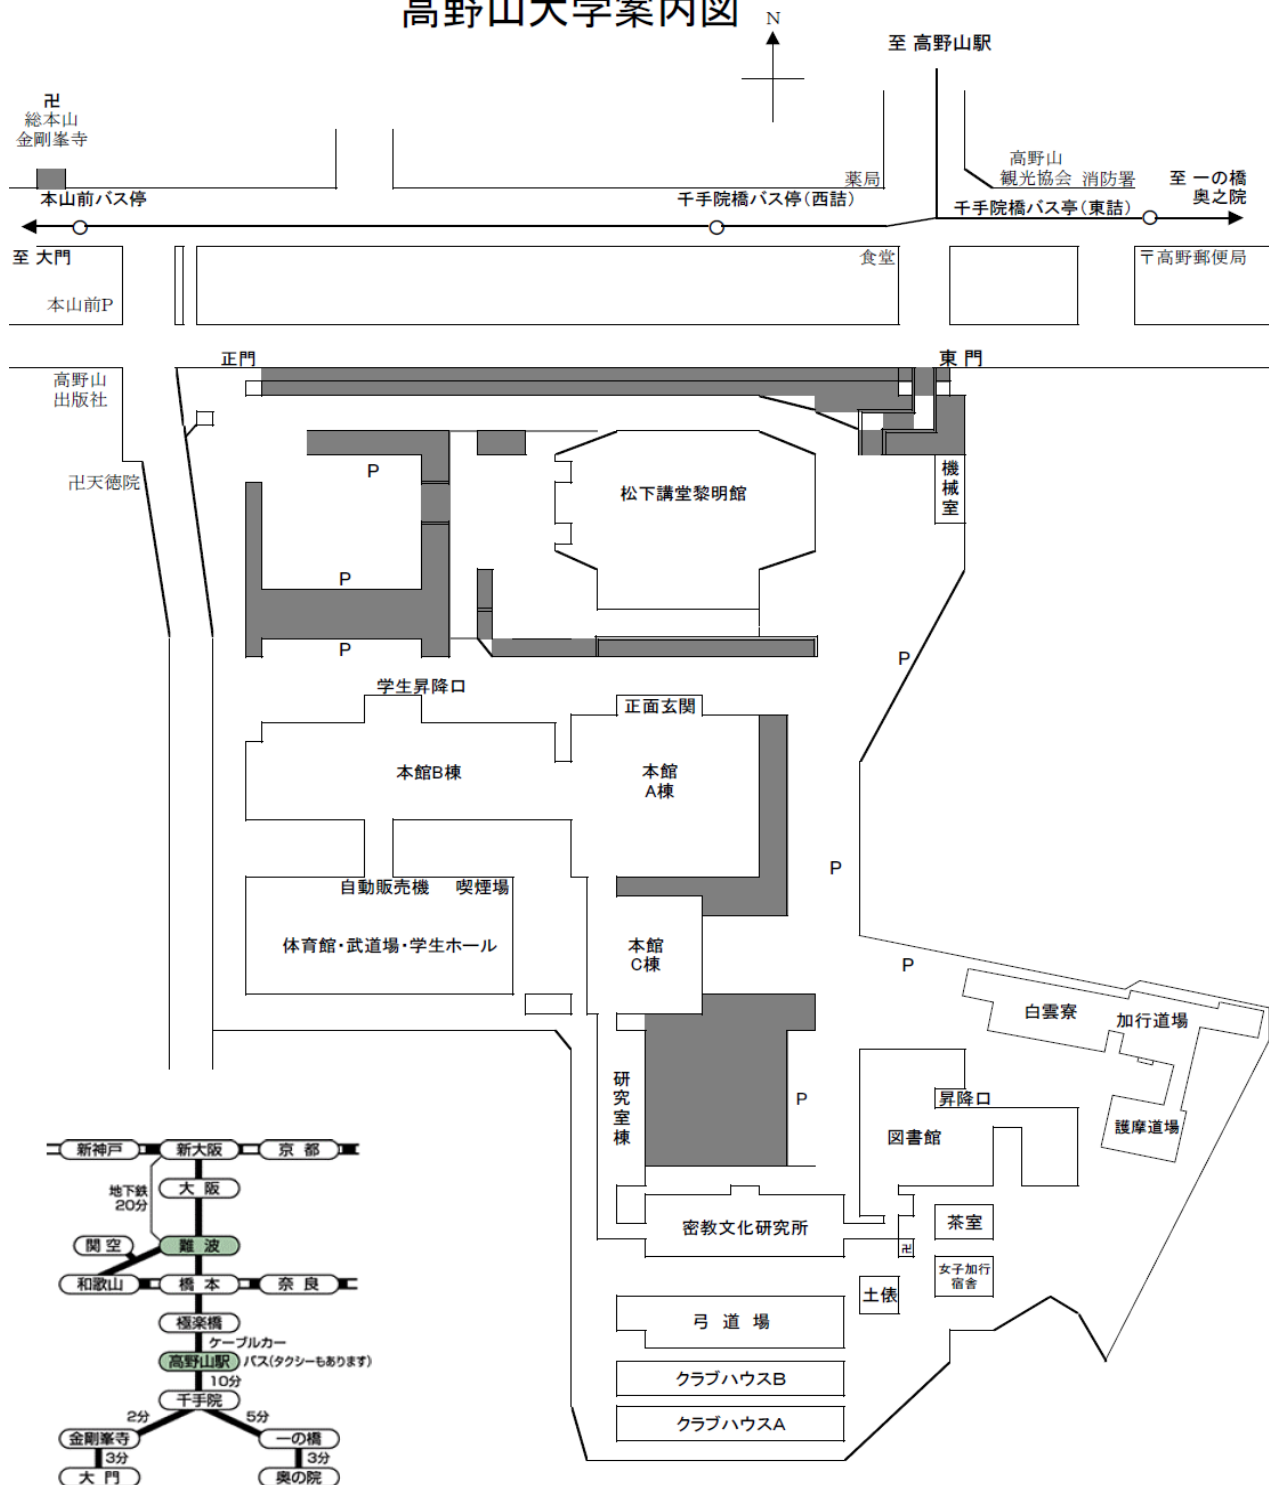 高野山大学案内図
N
至 高野山駅
卍
総本山
金剛峯寺
高野山
観光協会 消防署
薬局
至 一の橋
奥之院
本山前バス停
千手院橋バス停(西詰)
千手院橋バス亭(東詰)
至 大門
食堂
〒高野郵便局
本山前P
正門
東 門
高野山
出版社
卍天徳院
P
松下講堂黎明館
機械室
P
P
P
学生昇降口
正面玄関
本館B棟
本館
A棟
P
自動販売機 喫煙場
体育館・武道場・学生ホール
本館
C棟
P
白雲寮
加行道場
研究室棟
P
昇降口
図書館
護摩道場
密教文化研究所
茶室
卍
女子加行
宿舎
土俵
弓 道 場
クラブハウスB
クラブハウスA
新神戸
新大阪
京 都
地下鉄
20分
大 阪
関 空
難 波
和歌山
橋 本
奈 良
極楽橋
ケーブルカー
高野山駅
バス(タクシーもあります)
10分
千手院
2分
5分
金剛峯寺
一の橋
3分
3分
大 門
奥の院